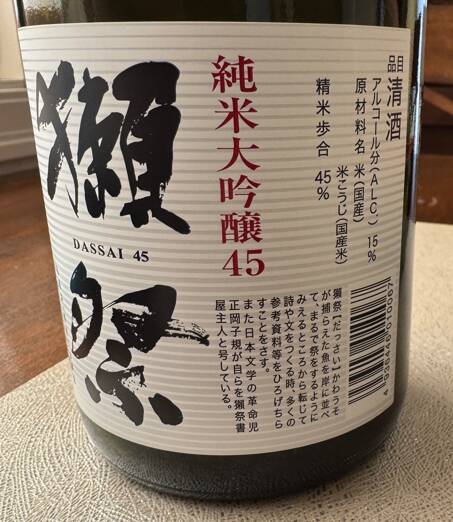 獺祭
DASSAI 45
純米大吟醸45
品目 清酒
アルコール分(ALC.) 15%
原材料名 米(国産)
米こうじ(国産米)
精米歩合 45%
獺祭【だっさい】かわうそ
が捕らえた魚を岸に並べ
て、まるで祭をするように
みえるところから転じて
詩や文をつくる時、多くの
参考資料等をひろげちら
すことをさす。
また日本文学の革命児
正岡子規が自らを獺祭書
屋主人と号している。